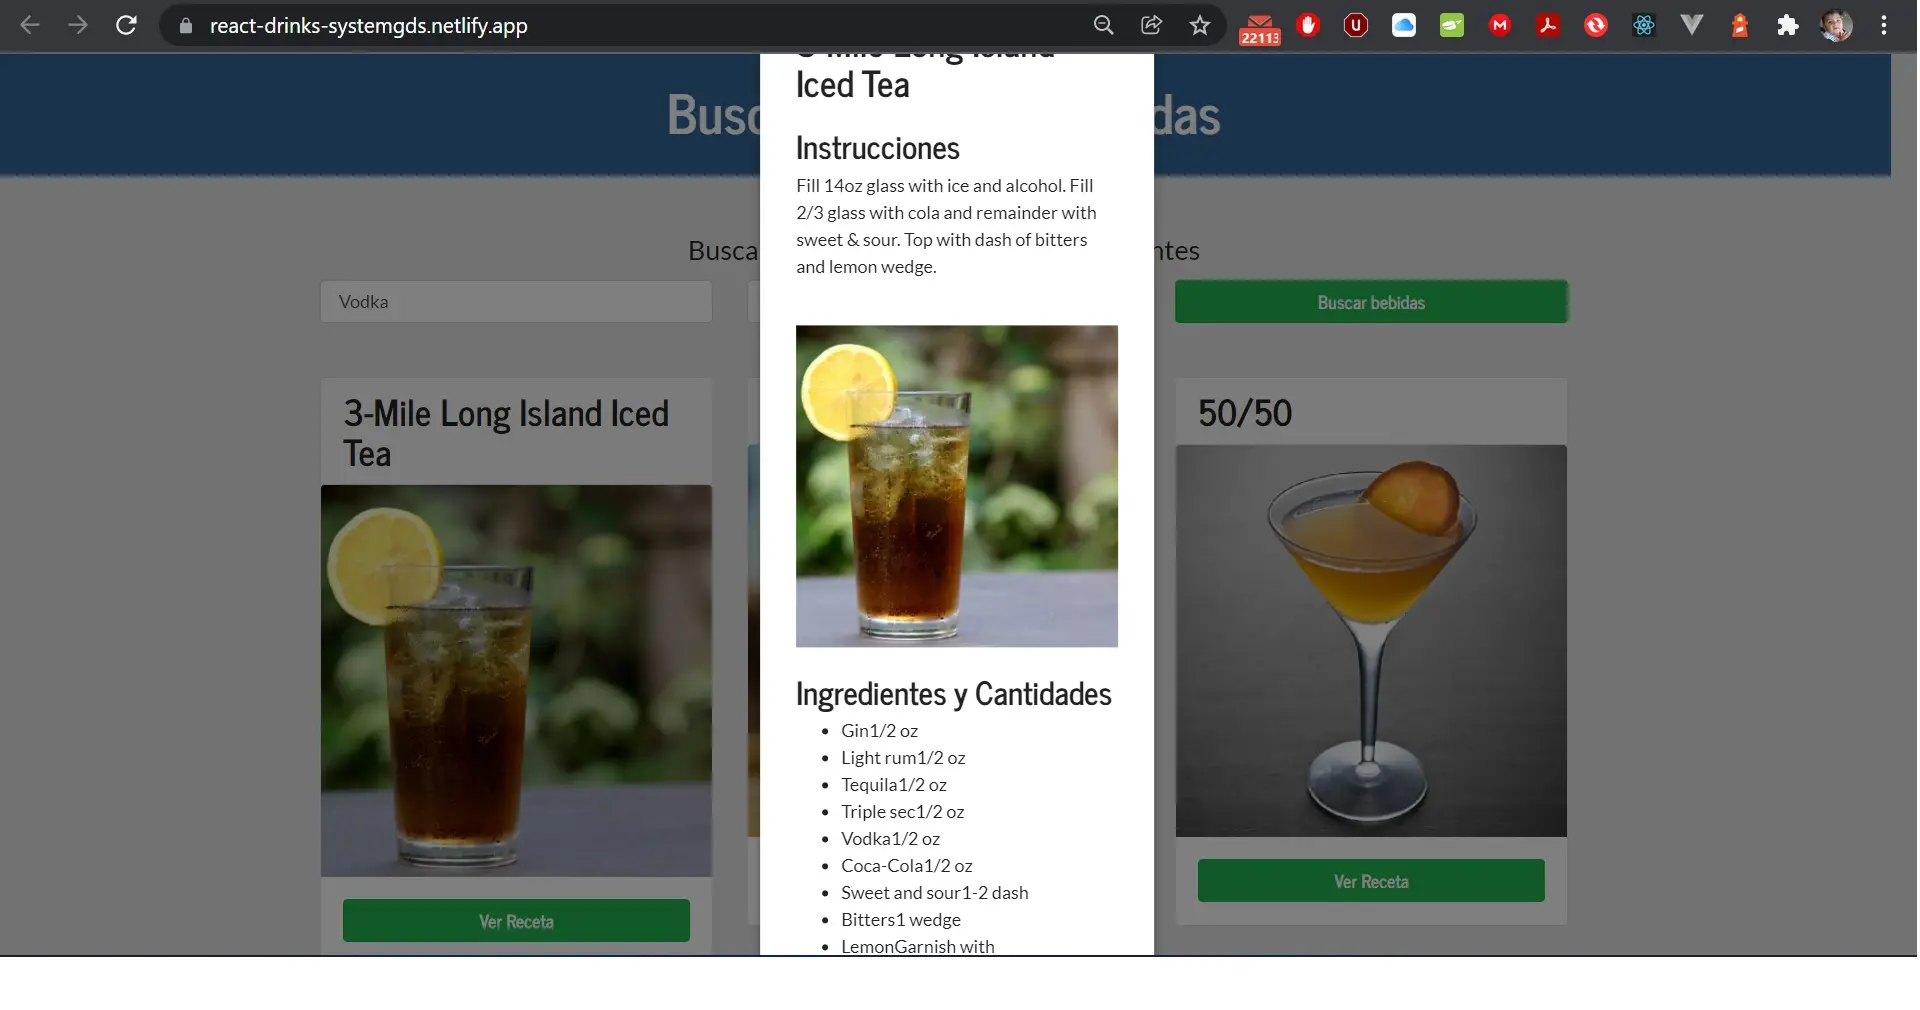 react-drinks-systemgds.netlify.app
22113
3-Mile Long Island
Iced Tea
Instrucciones
Fill 14oz glass with ice and alcohol. Fill
2/3 glass with cola and remainder with
sweet & sour. Top with dash of bitters
and lemon wedge.
Ingredientes y Cantidades
Gin1/2 oz
Light rum1/2 oz
Tequila1/2 oz
Triple sec1/2 oz
Vodka1/2 oz
Coca-Cola1/2 oz
Sweet and sour1-2 dash
Bitters1 wedge
LemonGarnish with
Busc
das
Busca
ntes
Vodka
Buscar bebidas
3-Mile Long Island Iced
Tea
Ver Receta
50/50
Ver Receta